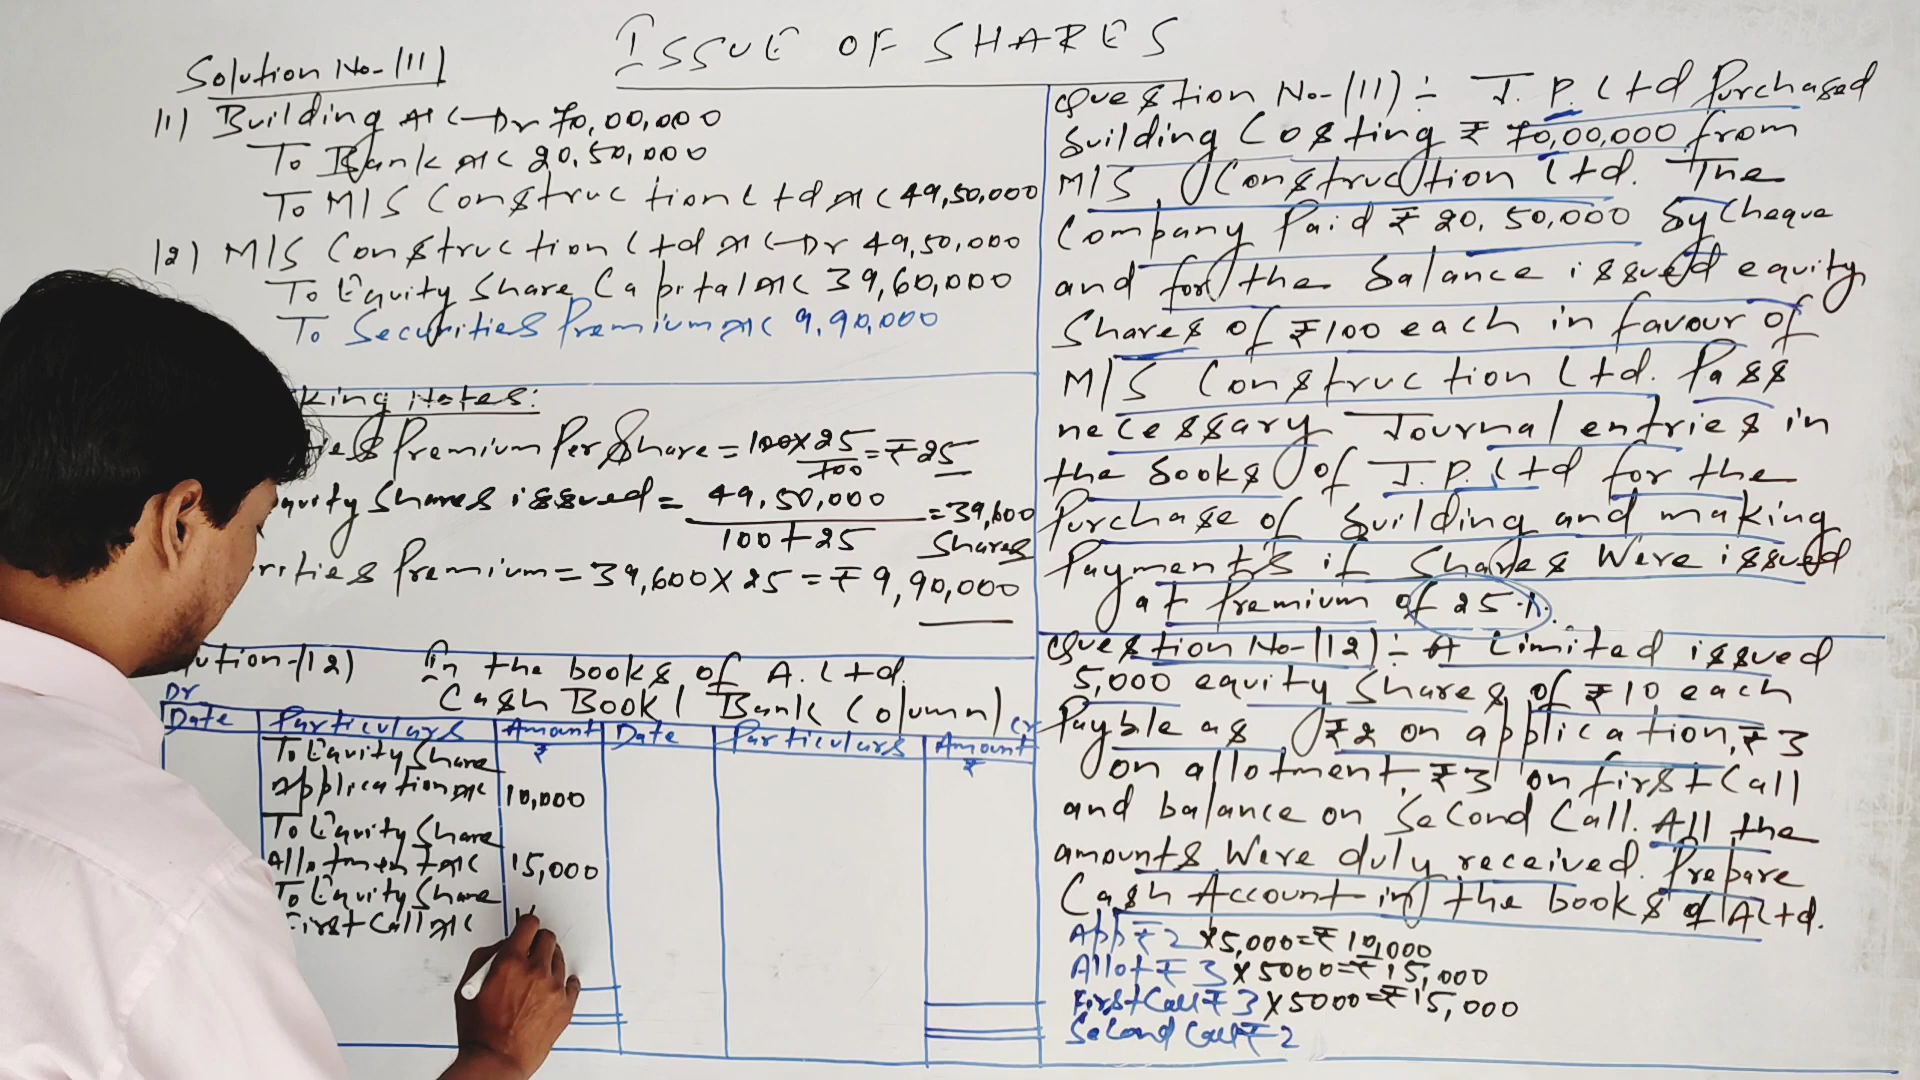 ISSUE OF SHARES
Solution No-(11)
(1) Building A/C-Dr 70,00,000
To Bank A/C 20,50,000
To M/S Construction Ltd A/C 49,50,000
(2) M/S Construction Ltd A/C-Dr 49,50,000
To Equity Share Capital A/C 39,60,000
To Securities Premium A/C 9,90,000
king Notes:
ies Premium Per Share = 100×25/100 = ₹25
quity Shares issued = 49,50,000/100+25 = 39,600 Shares
rities Premium = 39,600×25 = ₹9,90,000
ution-(12) In the books of A. Ltd.
Cash Book (Bank Column)
Dr Cr
Date Particulars Amount ₹ Date Particulars Amount ₹
To Equity Share
Application A/C 10,000
To Equity Share
Allotment A/C 15,000
To Equity Share
First Call A/C 1
Question No-(11) :- J.P. Ltd Purchased
building Costing ₹ 70,00,000 from
M/S Construction Ltd. The
Company Paid ₹ 20,50,000 by Cheque
and for the balance issued equity
Shares of ₹100 each in favour of
M/S Construction Ltd. Pass
necessary Journal entries in
the books of J.P. Ltd for the
Purchase of building and making
Payments if Shares Were issued
at Premium of 25%.
Question No-(12) :- A Limited issued
5,000 equity Shares of ₹10 each
Payble as ₹2 on application, ₹3
on allotment, ₹3 on first Call
and balance on Second Call. All the
amounts Were duly received. Prepare
Cash Account in the books of A Ltd.
App ₹2 ×5,000=₹10,000
Allot ₹3 ×5000=₹15,000
First Call ₹3 ×5000=₹15,000
Second Call ₹2